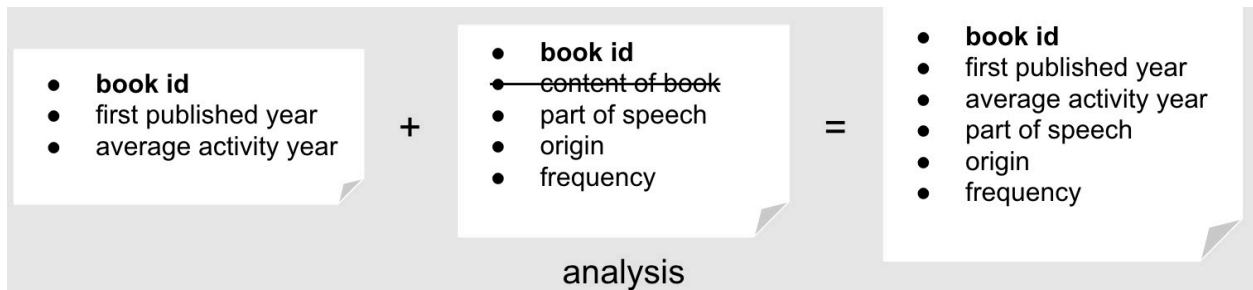 ● book id
● first published year
● average activity year
+
● book id
● content of book
● part of speech
● origin
● frequency
=
● book id
● first published year
● average activity year
● part of speech
● origin
● frequency
analysis